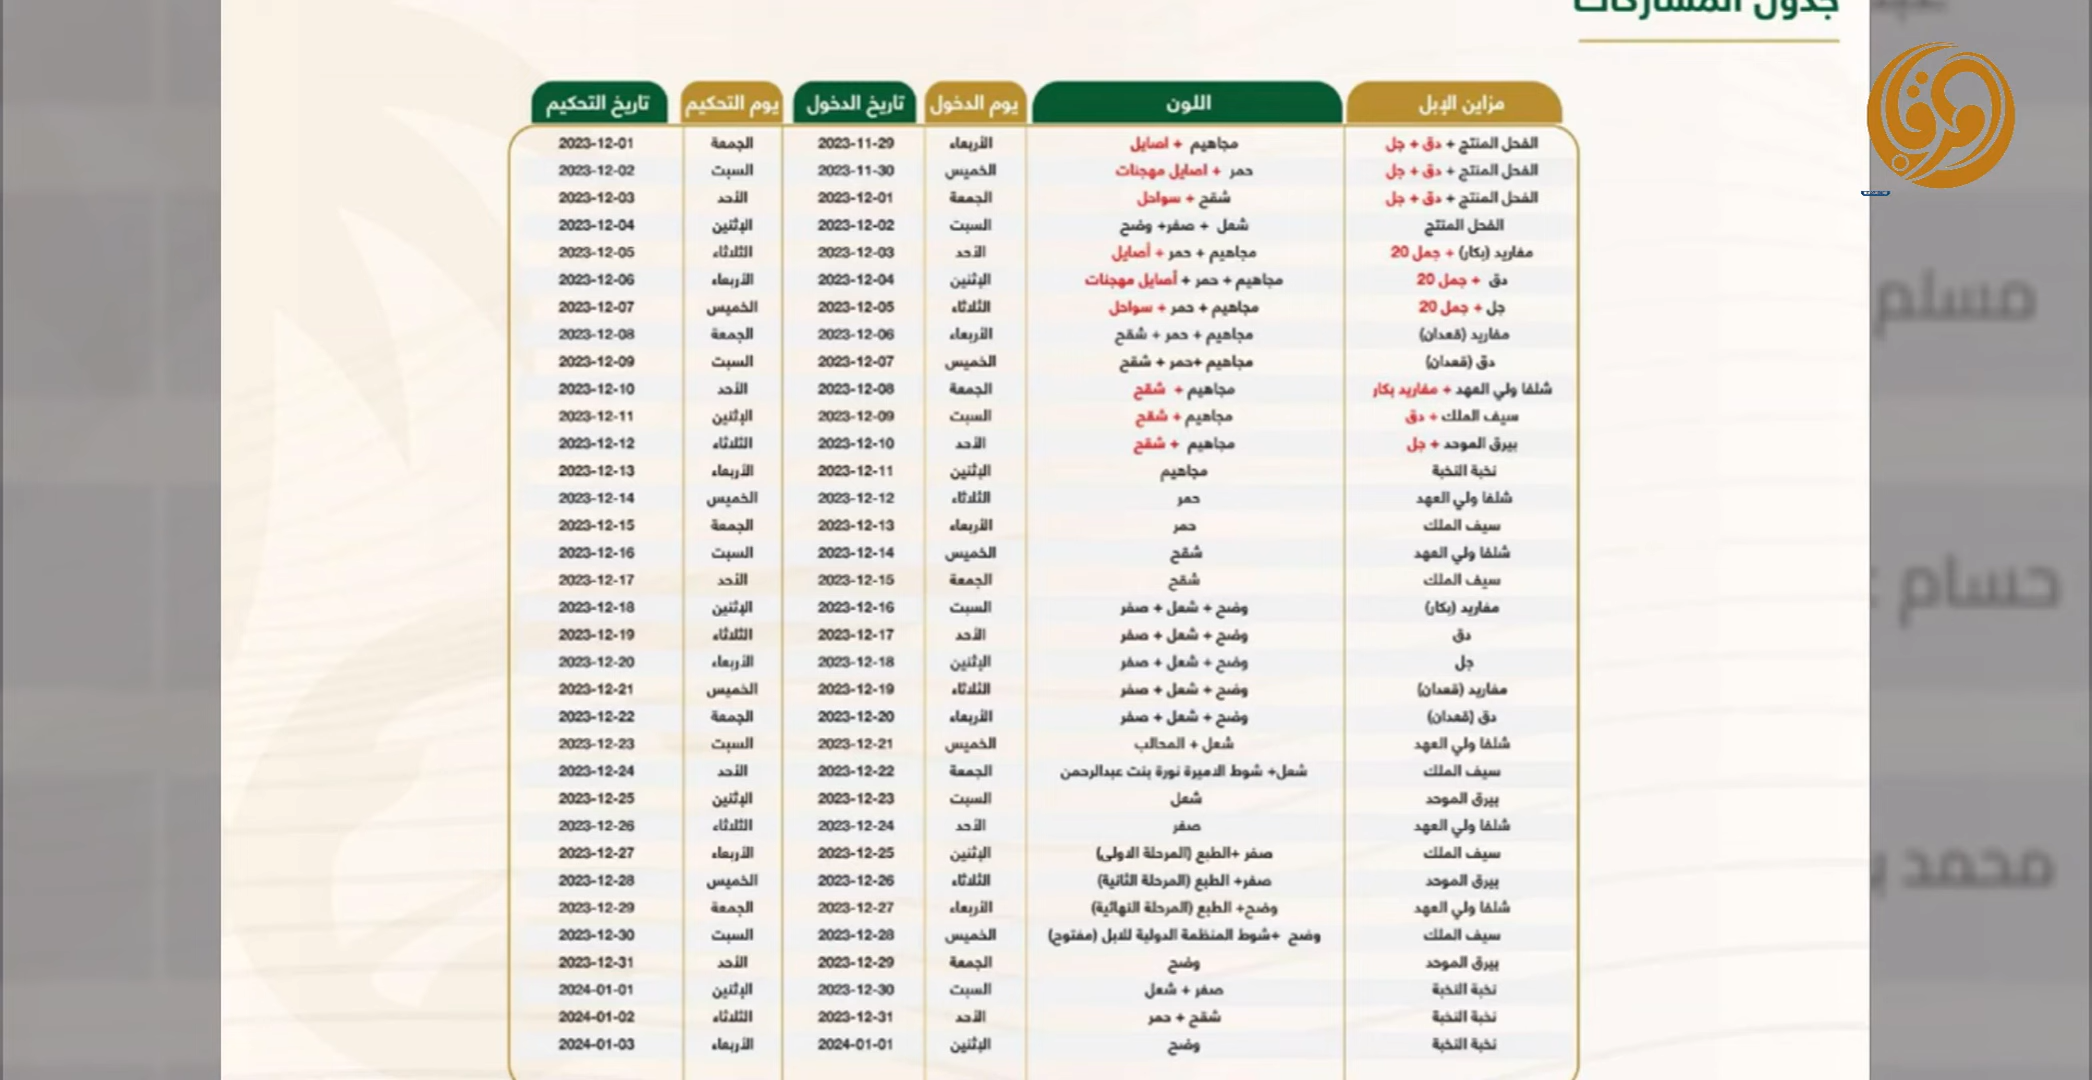 جدول المشاركات
مزاين الإبل اللون يوم الدخول تاريخ الدخول يوم التحكيم تاريخ التحكيم
الفحل المنتج + دق + جل مجاهيم + اصايل الأربعاء 2023-11-29 الجمعة 2023-12-01
الفحل المنتج + دق + جل حمر + اصايل مهجنات الخميس 2023-11-30 السبت 2023-12-02
الفحل المنتج + دق + جل شقح + سواحل الجمعة 2023-12-01 الأحد 2023-12-03
الفحل المنتج شعل + صفر+ وضح السبت 2023-12-02 الإثنين 2023-12-04
مفاريد (بكار) + جمل 20 مجاهيم + حمر + أصايل الأحد 2023-12-03 الثلاثاء 2023-12-05
دق + جمل 20 مجاهيم + حمر + أصايل مهجنات الإثنين 2023-12-04 الأربعاء 2023-12-06
جل + جمل 20 مجاهيم + حمر + سواحل الثلاثاء 2023-12-05 الخميس 2023-12-07
مفاريد (قعدان) مجاهيم + حمر + شقح الأربعاء 2023-12-06 الجمعة 2023-12-08
دق (قعدان) مجاهيم +حمر + شقح الخميس 2023-12-07 السبت 2023-12-09
شلفا ولي العهد + مفاريد بكار مجاهيم + شقح الجمعة 2023-12-08 الأحد 2023-12-10
سيف الملك + دق مجاهيم + شقح السبت 2023-12-09 الإثنين 2023-12-11
بيرق الموحد + جل مجاهيم + شقح الأحد 2023-12-10 الثلاثاء 2023-12-12
نخبة النخبة مجاهيم الإثنين 2023-12-11 الأربعاء 2023-12-13
شلفا ولي العهد حمر الثلاثاء 2023-12-12 الخميس 2023-12-14
سيف الملك حمر الأربعاء 2023-12-13 الجمعة 2023-12-15
شلفا ولي العهد شقح الخميس 2023-12-14 السبت 2023-12-16
سيف الملك شقح الجمعة 2023-12-15 الأحد 2023-12-17
مفاريد (بكار) وضح + شعل + صفر السبت 2023-12-16 الإثنين 2023-12-18
دق وضح + شعل + صفر الأحد 2023-12-17 الثلاثاء 2023-12-19
جل وضح + شعل + صفر الإثنين 2023-12-18 الأربعاء 2023-12-20
مفاريد (قعدان) وضح + شعل + صفر الثلاثاء 2023-12-19 الخميس 2023-12-21
دق (قعدان) وضح + شعل + صفر الأربعاء 2023-12-20 الجمعة 2023-12-22
شلفا ولي العهد شعل + المحالب الخميس 2023-12-21 السبت 2023-12-23
سيف الملك شعل+ شوط الاميرة نورة بنت عبدالرحمن الجمعة 2023-12-22 الأحد 2023-12-24
بيرق الموحد شعل السبت 2023-12-23 الإثنين 2023-12-25
شلفا ولي العهد صفر الأحد 2023-12-24 الثلاثاء 2023-12-26
سيف الملك صفر +الطبع (المرحلة الاولى) الإثنين 2023-12-25 الأربعاء 2023-12-27
بيرق الموحد صفر+ الطبع (المرحلة الثانية) الثلاثاء 2023-12-26 الخميس 2023-12-28
شلفا ولي العهد وضح+ الطبع (المرحلة النهائية) الأربعاء 2023-12-27 الجمعة 2023-12-29
سيف الملك وضح +شوط المنظمة الدولية للابل (مفتوح) الخميس 2023-12-28 السبت 2023-12-30
بيرق الموحد وضح الجمعة 2023-12-29 الأحد 2023-12-31
نخبة النخبة صفر + شعل السبت 2023-12-30 الإثنين 2024-01-01
نخبة النخبة شقح + حمر الأحد 2023-12-31 الثلاثاء 2024-01-02
نخبة النخبة وضح الإثنين 2024-01-01 الأربعاء 2024-01-03
مسلم
حسام
محمد